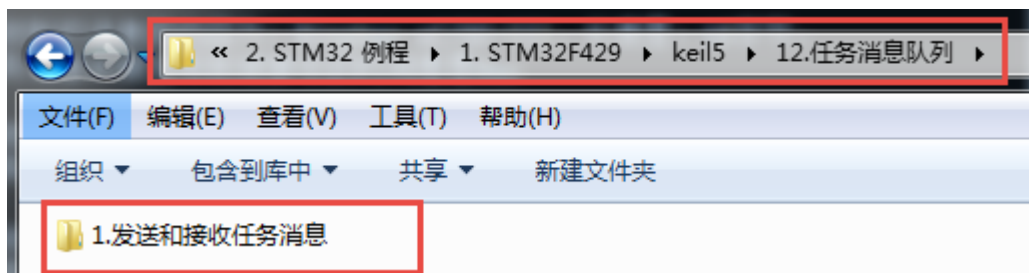 « 2. STM32 例程 ▸ 1. STM32F429 ▸ keil5 ▸ 12.任务消息队列 ▸
文件(F) 编辑(E) 查看(V) 工具(T) 帮助(H)
组织 ▾ 包含到库中 ▾ 共享 ▾ 新建文件夹
1.发送和接收任务消息